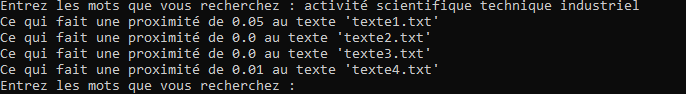 Entrez les mots que vous recherchez : activité scientifique technique industriel
Ce qui fait une proximité de 0.05 au texte 'texte1.txt'
Ce qui fait une proximité de 0.0 au texte 'texte2.txt'
Ce qui fait une proximité de 0.0 au texte 'texte3.txt'
Ce qui fait une proximité de 0.01 au texte 'texte4.txt'
Entrez les mots que vous recherchez :